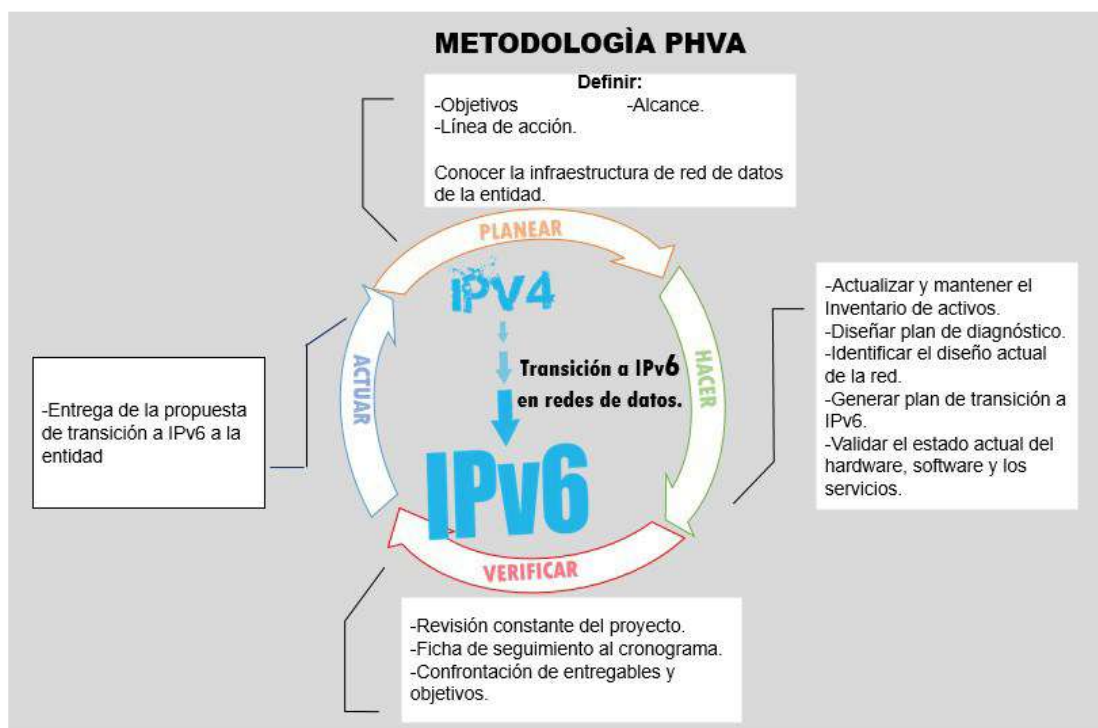 METODOLOGÌA PHVA
Definir:
-Objetivos -Alcance.
-Línea de acción.
Conocer la infraestructura de red de datos
de la entidad.
PLANEAR
IPV4
Transición a IPv6
en redes de datos.
IPv6
HACER
-Actualizar y mantener el
Inventario de activos.
-Diseñar plan de diagnóstico.
-Identificar el diseño actual
de la red.
-Generar plan de transición a
IPv6.
-Validar el estado actual del
hardware, software y los
servicios.
VERIFICAR
-Revisión constante del proyecto.
-Ficha de seguimiento al cronograma.
-Confrontación de entregables y
objetivos.
ACTUAR
-Entrega de la propuesta
de transición a IPv6 a la
entidad